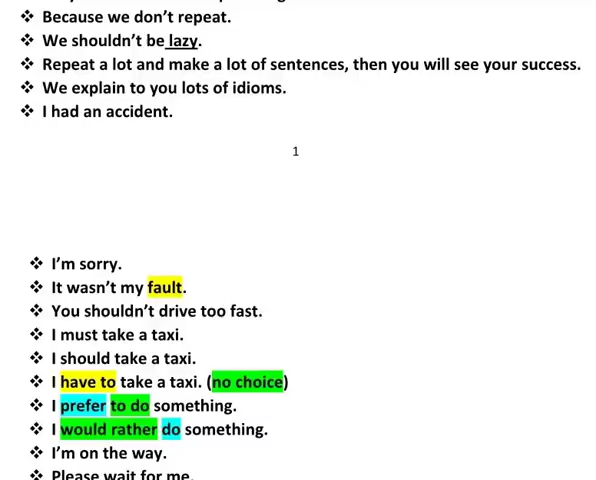 ❖ Because we don't repeat.
❖ We shouldn't be lazy.
❖ Repeat a lot and make a lot of sentences, then you will see your success.
❖ We explain to you lots of idioms.
❖ I had an accident.
1
❖ I'm sorry.
❖ It wasn't my fault.
❖ You shouldn't drive too fast.
❖ I must take a taxi.
❖ I should take a taxi.
❖ I have to take a taxi. (no choice)
❖ I prefer to do something.
❖ I would rather do something.
❖ I'm on the way.
❖ Please wait for me.